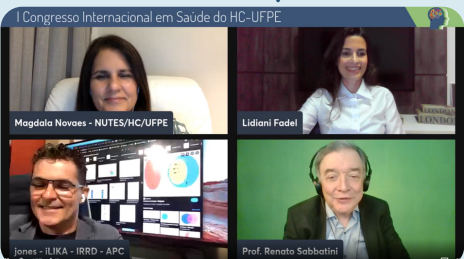 I Congresso Internacional em Saúde do HC-UFPE
Magdala Novaes - NUTES/HC/UFPE
Lidiani Fadel
LONDON
jones - iLIKA - IRRD - APC
Prof. Renato Sabbatini